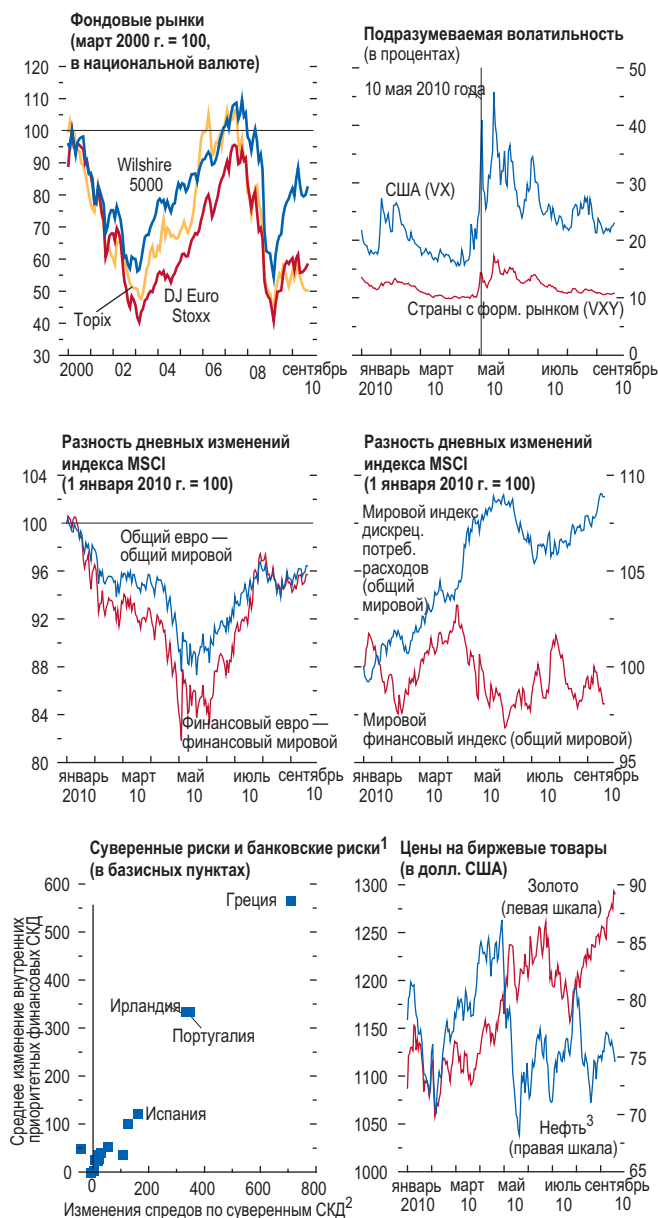 Фондовые рынки
(март 2000 г. = 100,
в национальной валюте)
120
110
100
90
80
70
60
50
40
30
Wilshire
5000
Topix
DJ Euro
Stoxx
2000 02 04 06 08 сентябрь
10
Подразумеваемая волатильность
(в процентах)
50
40
30
20
10
0
10 мая 2010 года
США (VX)
Страны с форм. рынком (VXY)
январь март май июль сентябрь
2010 10 10 10 10
Разность дневных изменений
индекса MSCI
(1 января 2010 г. = 100)
104
100
96
92
88
84
80
Общий евро —
общий мировой
Финансовый евро —
финансовый мировой
январь март май июль сентябрь
2010 10 10 10 10
Разность дневных изменений
индекса MSCI
(1 января 2010 г. = 100)
110
105
100
95
Мировой индекс
дискрец.
потреб.
расходов
(общий
мировой)
Мировой
финансовый индекс (общий мировой)
январь март май июль сентябрь
2010 10 10 10 10
Суверенные риски и банковские риски1
(в базисных пунктах)
Среднее изменение внутренних
приоритетных финансовых СКД
600
500
400
300
200
100
0
Греция
Ирландия
Португалия
Испания
0 200 400 600 800
Изменения спредов по суверенным СКД2
Цены на биржевые товары
(в долл. США)
1300
1250
1200
1150
1100
1050
1000
90
85
80
75
70
65
Золото
(левая шкала)
Нефть3
(правая шкала)
январь март май июль сентябрь
2010 10 10 10 10